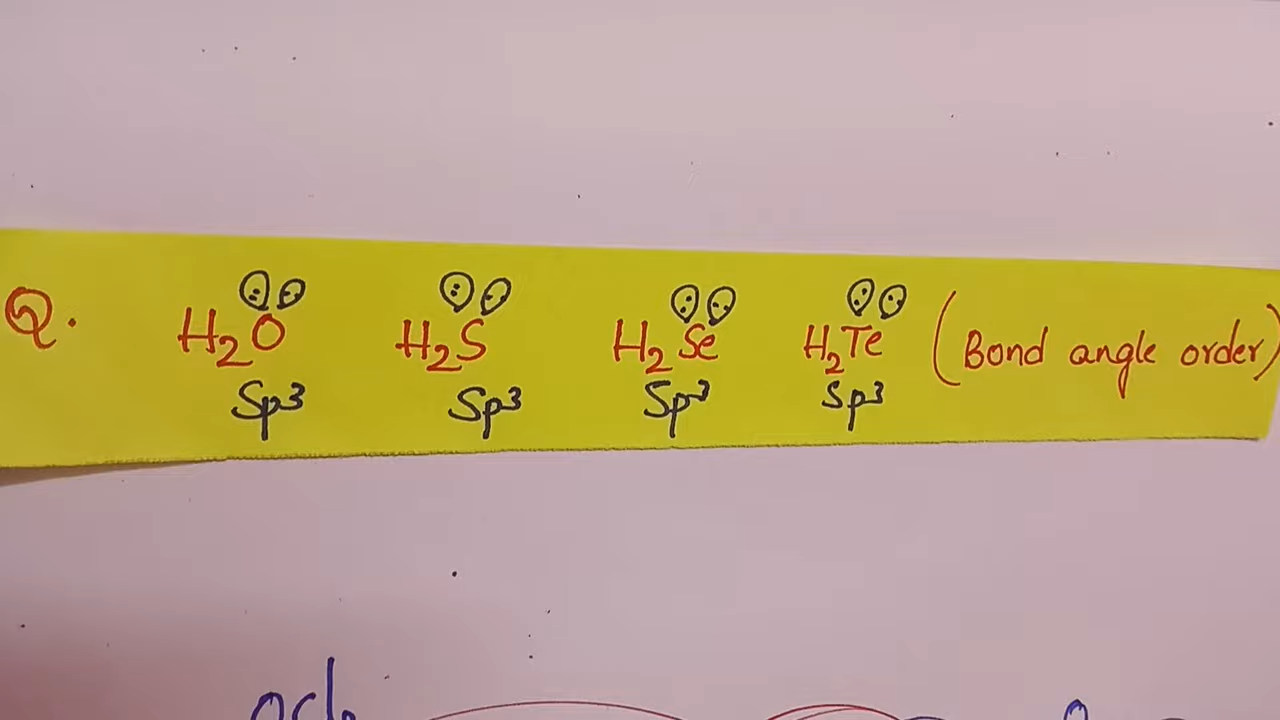 Q. H₂O H₂S H₂Se H₂Te (Bond angle order)
Sp³ Sp³ Sp³ Sp³